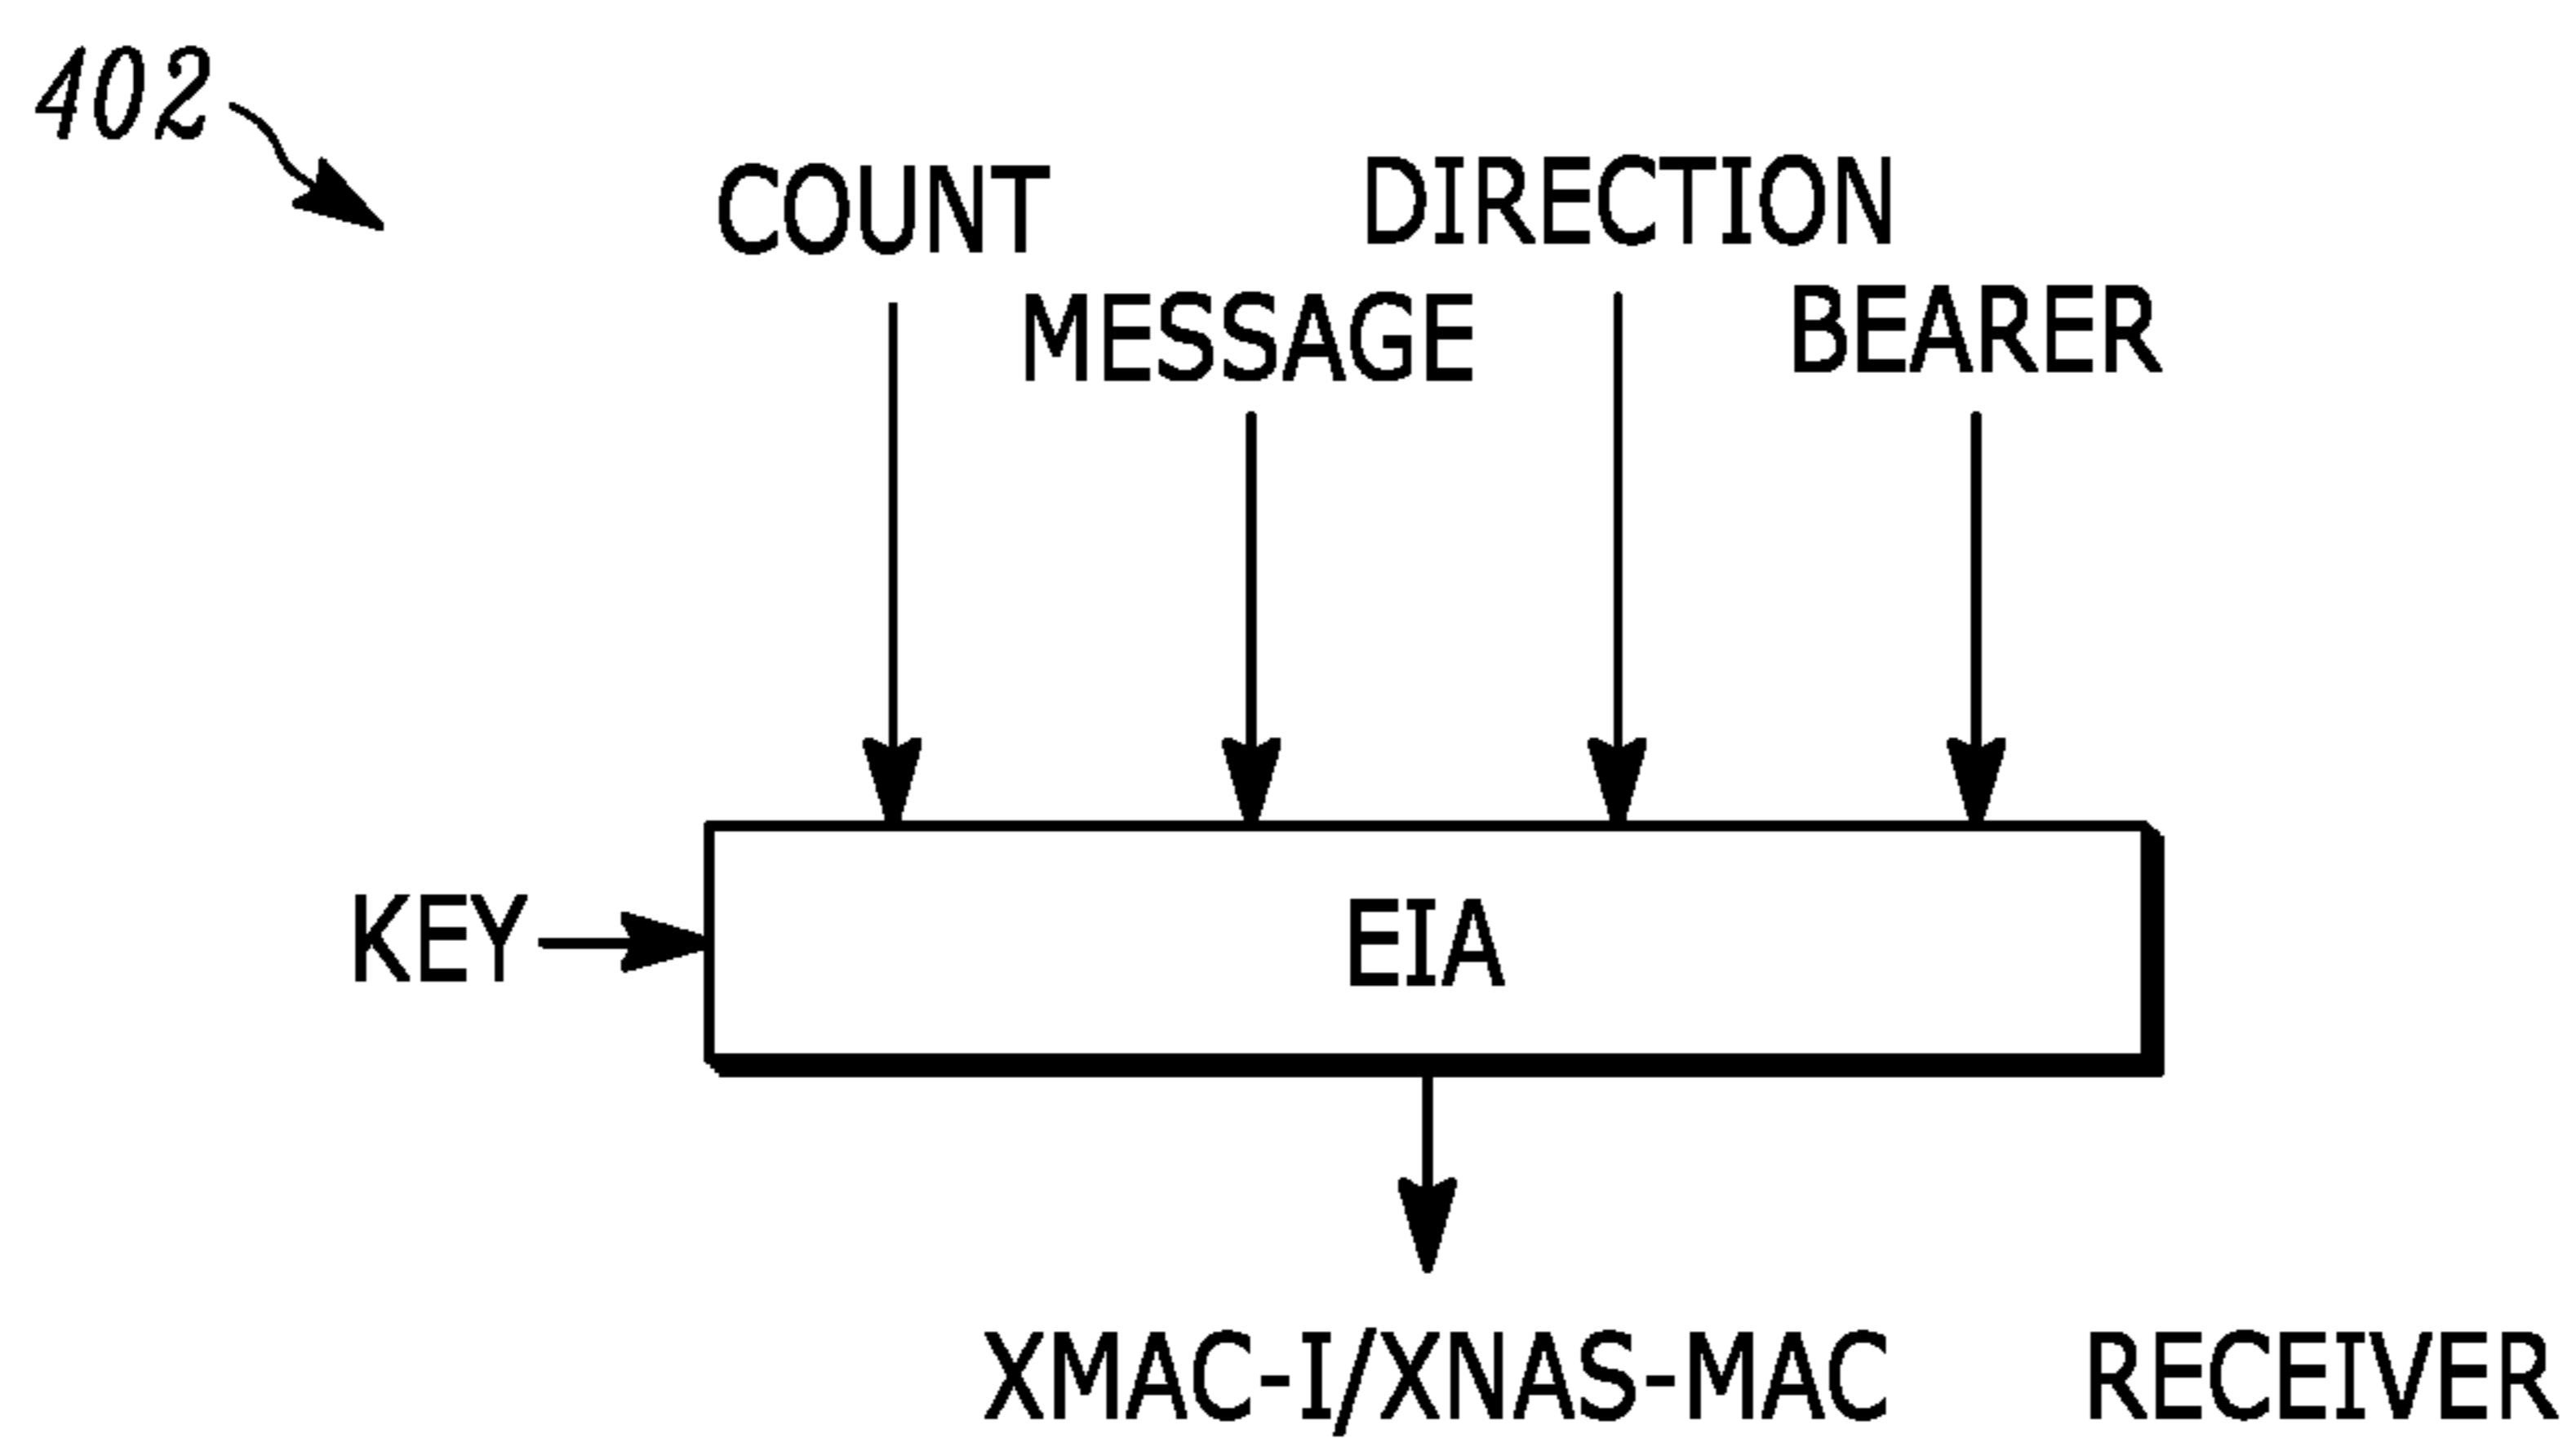 402
COUNT
DIRECTION
MESSAGE
BEARER
KEY
EIA
XMAC-I/XNAS-MAC
RECEIVER